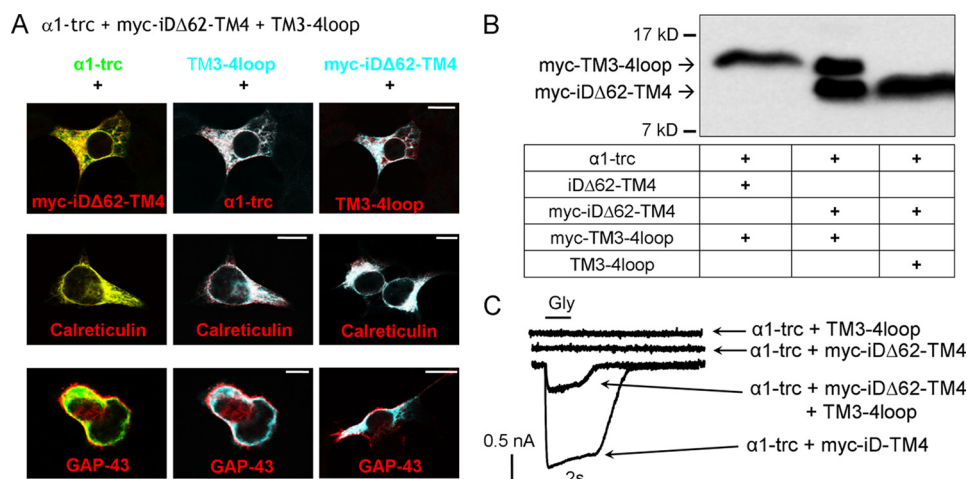 A α1-trc + myc-iDΔ62-TM4 + TM3-4loop
α1-trc TM3-4loop myc-iDΔ62-TM4
+ + +
myc-iDΔ62-TM4 α1-trc TM3-4loop
Calreticulin Calreticulin Calreticulin
GAP-43 GAP-43 GAP-43
B
17 kD
myc-TM3-4loop →
myc-iDΔ62-TM4 →
7 kD
α1-trc + + +
iDΔ62-TM4 +
myc-iDΔ62-TM4 + +
myc-TM3-4loop + +
TM3-4loop +
C
Gly
α1-trc + TM3-4loop
α1-trc + myc-iDΔ62-TM4
α1-trc + myc-iDΔ62-TM4
+ TM3-4loop
α1-trc + myc-iD-TM4
0.5 nA
2s